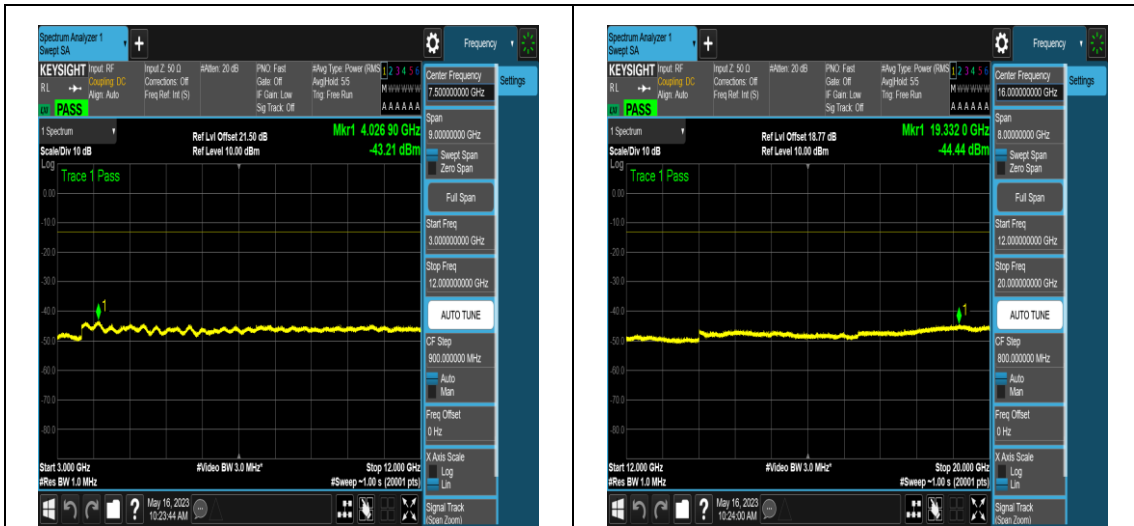 Spectrum Analyzer 1
Swept SA
+
Frequency
KEYSIGHT
RL
PASS
Input: RF
Coupling: DC
Align: Auto
Input Z: 50 Ω
Corrections: Off
Freq Ref: Int (S)
#Atten: 20 dB
PNO: Fast
Gate: Off
IF Gain: Low
Sig Track: Off
#Avg Type: Power (RMS
Avg|Hold: 5/5
Trig: Free Run
1 2 3 4 5 6
M W W W W W
A A A A A A
Center Frequency
7.500000000 GHz
Settings
Span
9.00000000 GHz
Swept Span
Zero Span
Full Span
Start Freq
3.000000000 GHz
Stop Freq
12.000000000 GHz
AUTO TUNE
CF Step
900.000000 MHz
Auto
Man
Freq Offset
0 Hz
X Axis Scale
Log
Lin
Signal Track
(Span Zoom)
1 Spectrum
Scale/Div 10 dB
Ref Lvl Offset 21.50 dB
Ref Level 10.00 dBm
Mkr1 4.026 90 GHz
-43.21 dBm
Log
Trace 1 Pass
0.00
-10.0
-20.0
-30.0
-40.0
-50.0
-60.0
-70.0
-80.0
1
Start 3.000 GHz
#Res BW 1.0 MHz
#Video BW 3.0 MHz*
Stop 12.000 GHz
#Sweep ~1.00 s (20001 pts)
?
May 16, 2023
10:23:44 AM
Spectrum Analyzer 1
Swept SA
+
Frequency
KEYSIGHT
RL
PASS
Input: RF
Coupling: DC
Align: Auto
Input Z: 50 Ω
Corrections: Off
Freq Ref: Int (S)
#Atten: 20 dB
PNO: Fast
Gate: Off
IF Gain: Low
Sig Track: Off
#Avg Type: Power (RMS
Avg|Hold: 5/5
Trig: Free Run
1 2 3 4 5 6
M W W W W W
A A A A A A
Center Frequency
16.000000000 GHz
Settings
Span
8.00000000 GHz
Swept Span
Zero Span
Full Span
Start Freq
12.000000000 GHz
Stop Freq
20.000000000 GHz
AUTO TUNE
CF Step
800.000000 MHz
Auto
Man
Freq Offset
0 Hz
X Axis Scale
Log
Lin
Signal Track
(Span Zoom)
1 Spectrum
Scale/Div 10 dB
Ref Lvl Offset 18.77 dB
Ref Level 10.00 dBm
Mkr1 19.332 0 GHz
-44.44 dBm
Log
Trace 1 Pass
0.00
-10.0
-20.0
-30.0
-40.0
-50.0
-60.0
-70.0
-80.0
1
Start 12.000 GHz
#Res BW 1.0 MHz
#Video BW 3.0 MHz*
Stop 20.000 GHz
#Sweep ~1.00 s (20001 pts)
?
May 16, 2023
10:24:00 AM